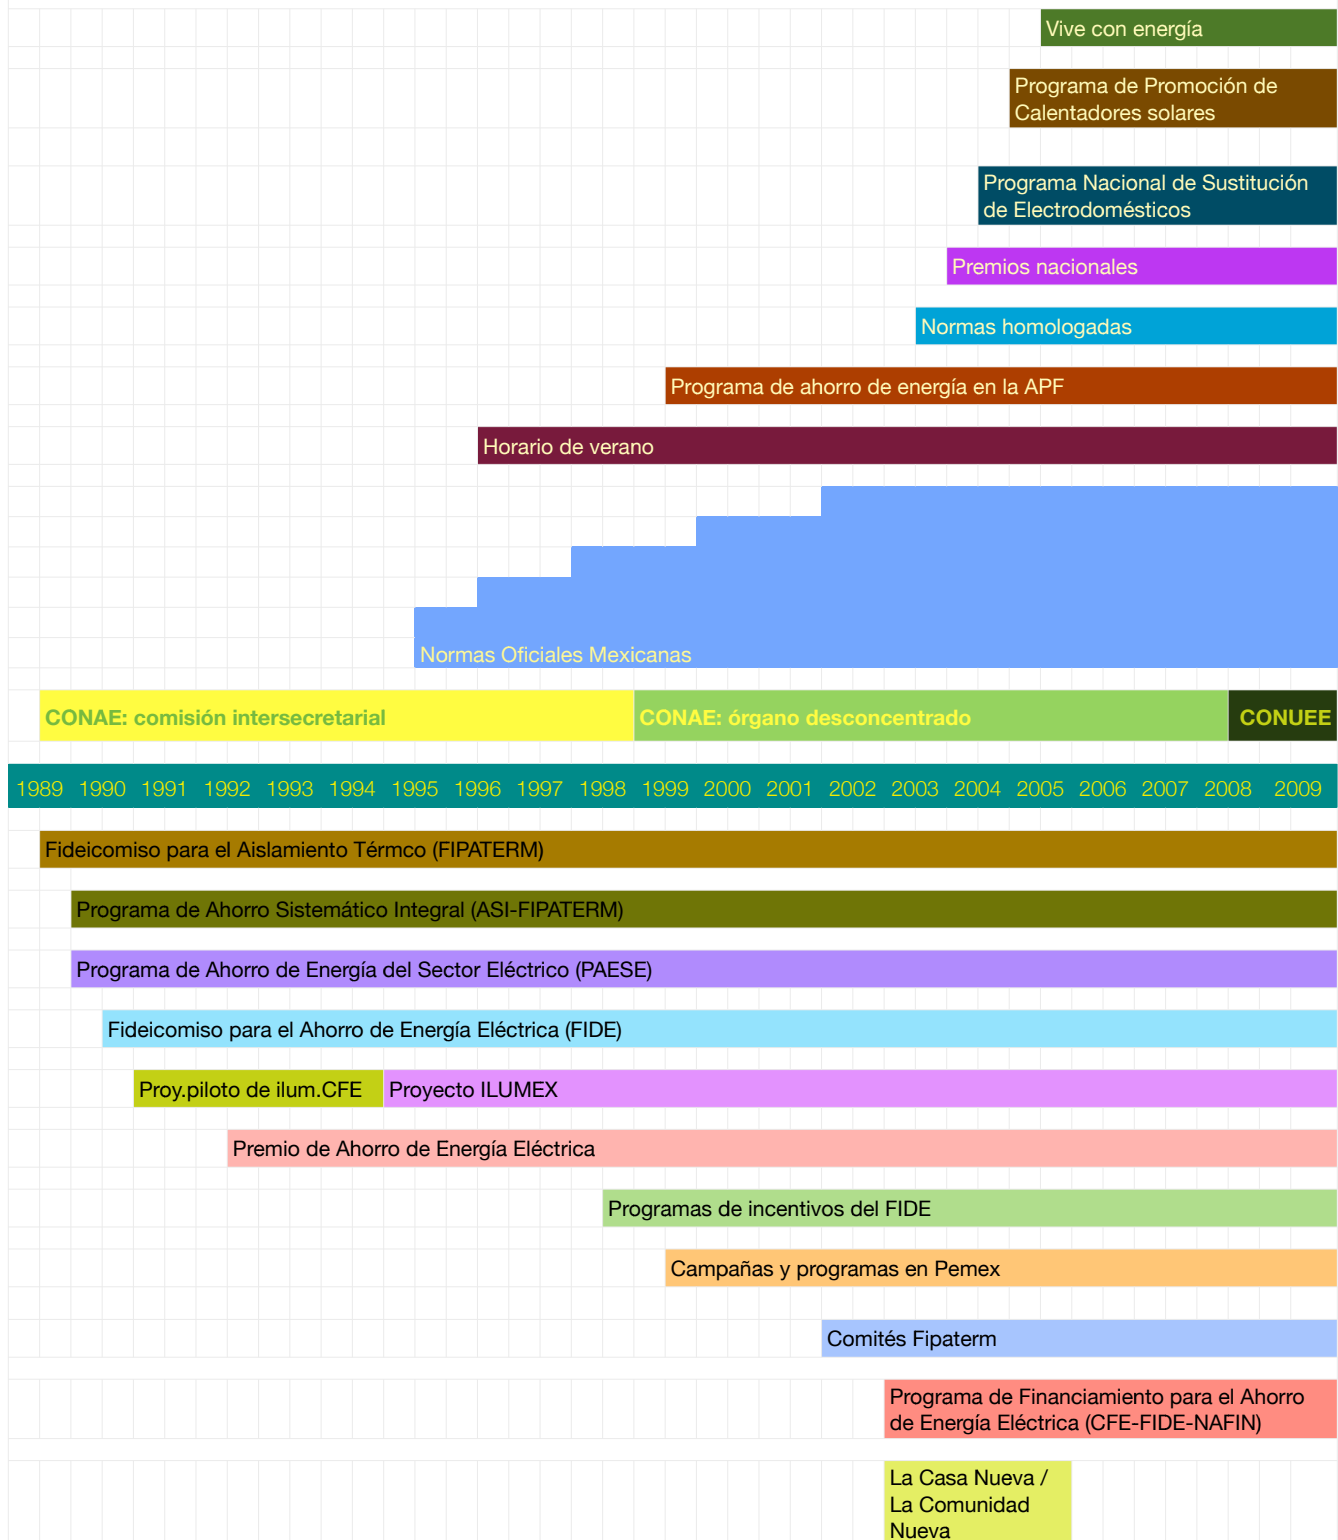 Vive con energía
Programa de Promoción de
Calentadores solares
Programa Nacional de Sustitución
de Electrodomésticos
Premios nacionales
Normas homologadas
Programa de ahorro de energía en la APF
Horario de verano
Normas Oficiales Mexicanas
CONAE: comisión intersecretarial CONAE: órgano desconcentrado CONUEE
1989 1990 1991 1992 1993 1994 1995 1996 1997 1998 1999 2000 2001 2002 2003 2004 2005 2006 2007 2008 2009
Fideicomiso para el Aislamiento Térmco (FIPATERM)
Programa de Ahorro Sistemático Integral (ASI-FIPATERM)
Programa de Ahorro de Energía del Sector Eléctrico (PAESE)
Fideicomiso para el Ahorro de Energía Eléctrica (FIDE)
Proy.piloto de ilum.CFE Proyecto ILUMEX
Premio de Ahorro de Energía Eléctrica
Programas de incentivos del FIDE
Campañas y programas en Pemex
Comités Fipaterm
Programa de Financiamiento para el Ahorro
de Energía Eléctrica (CFE-FIDE-NAFIN)
La Casa Nueva /
La Comunidad
Nueva